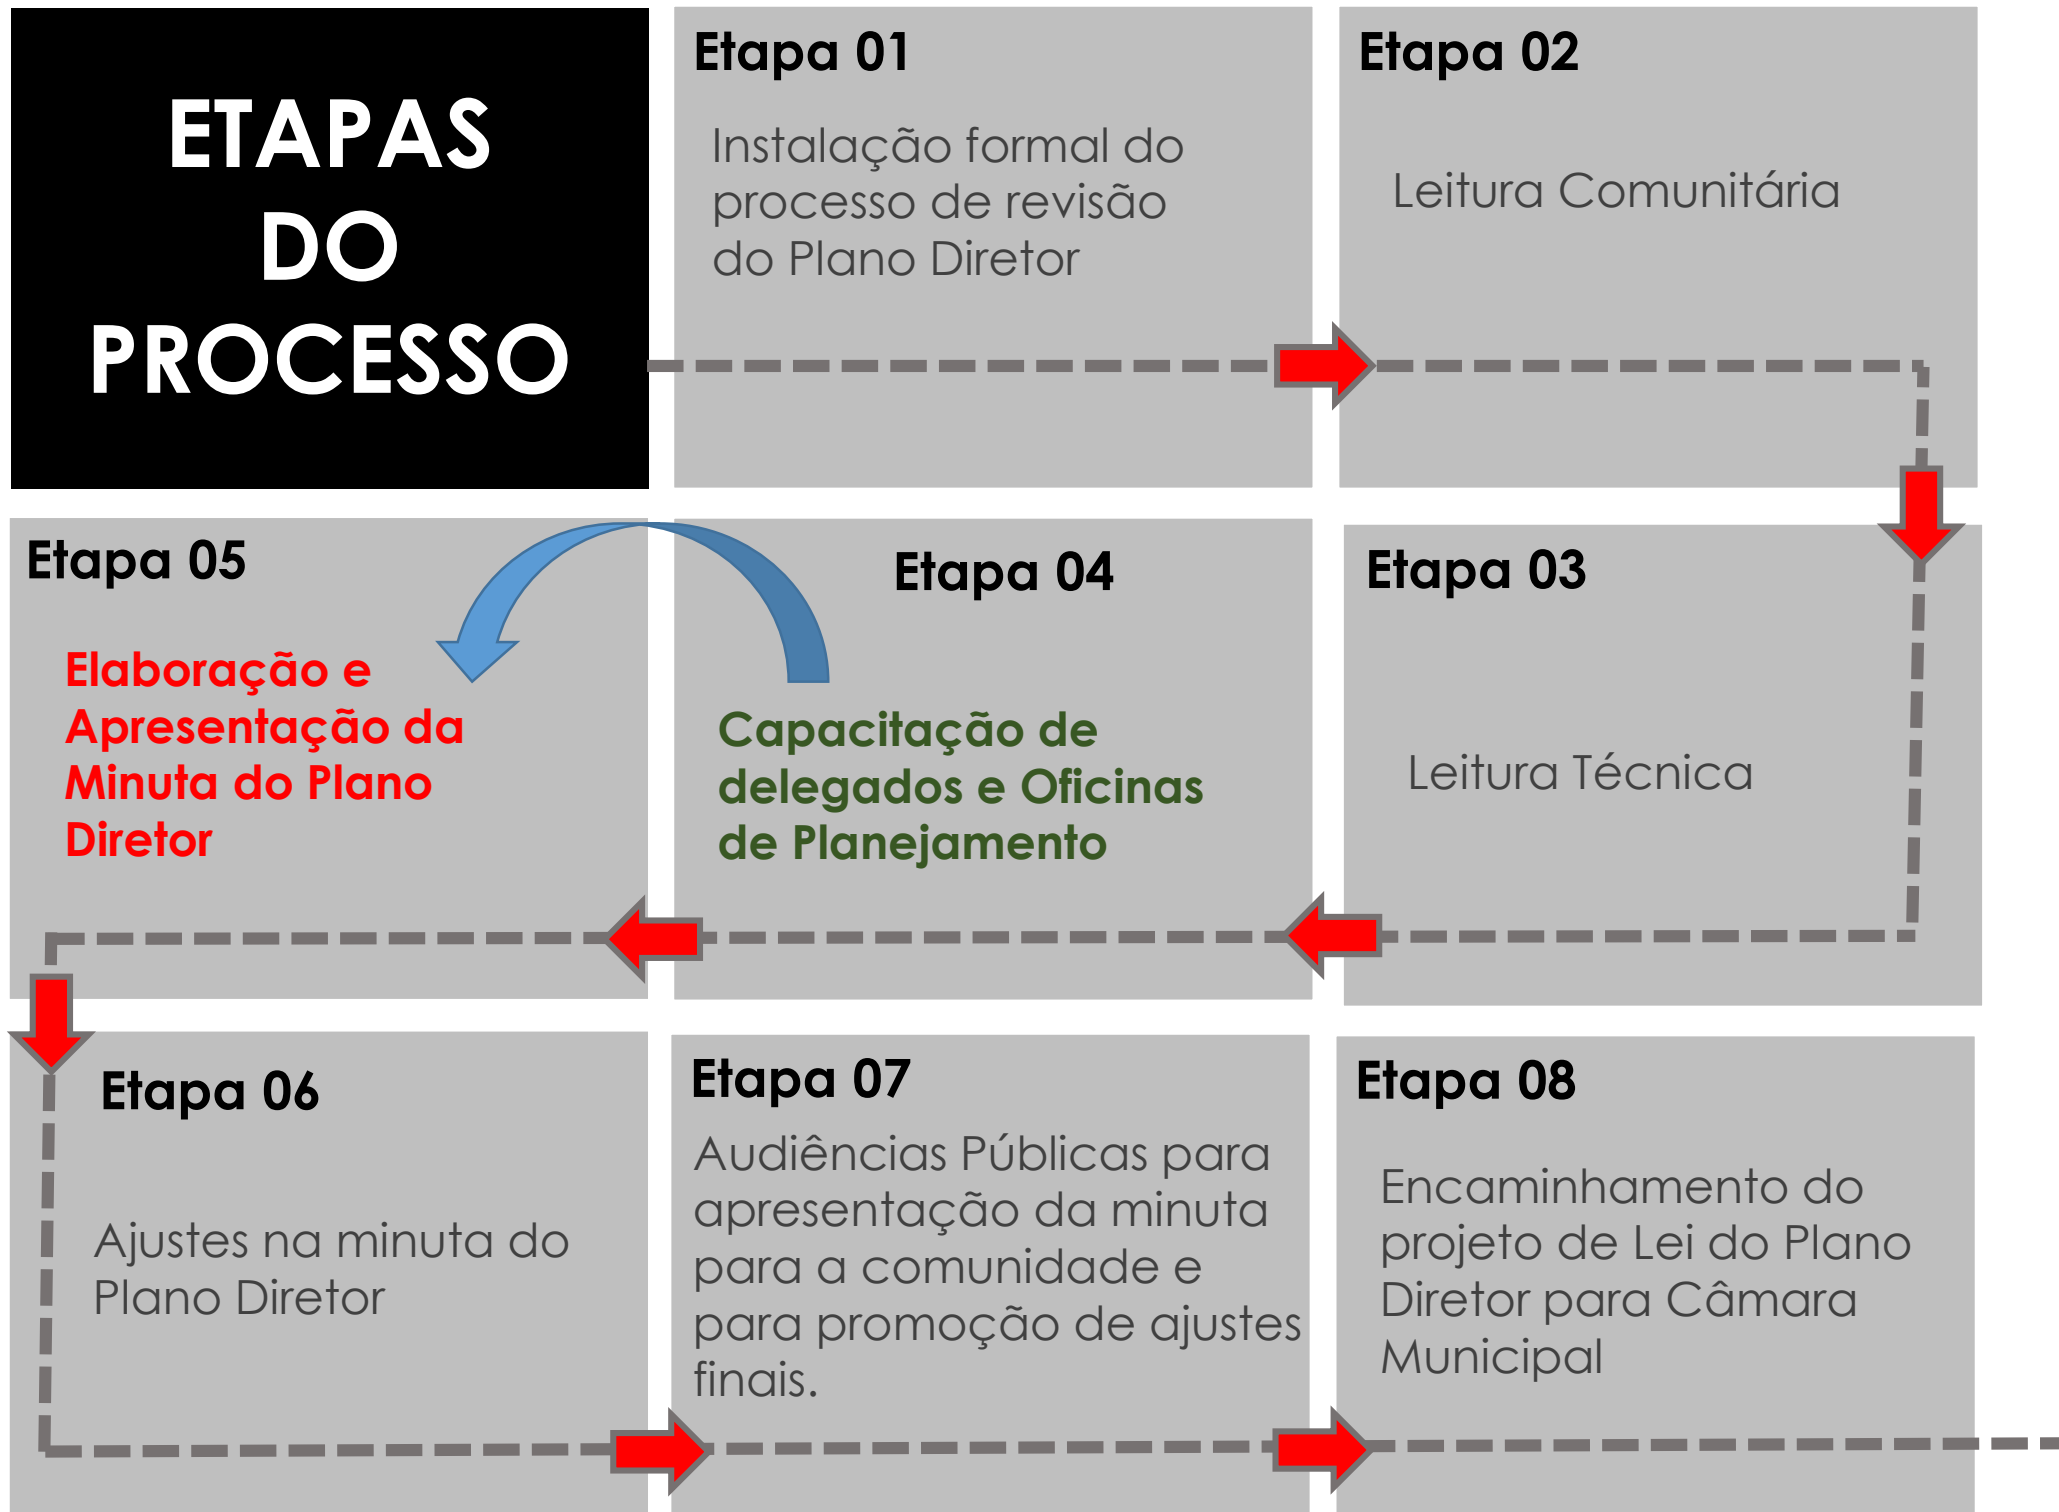 ETAPAS
DO
PROCESSO
Etapa 01
Instalação formal do
processo de revisão
do Plano Diretor
Etapa 02
Leitura Comunitária
Etapa 03
Leitura Técnica
Etapa 04
Capacitação de
delegados e Oficinas
de Planejamento
Etapa 05
Elaboração e
Apresentação da
Minuta do Plano
Diretor
Etapa 06
Ajustes na minuta do
Plano Diretor
Etapa 07
Audiências Públicas para
apresentação da minuta
para a comunidade e
para promoção de ajustes
finais.
Etapa 08
Encaminhamento do
projeto de Lei do Plano
Diretor para Câmara
Municipal